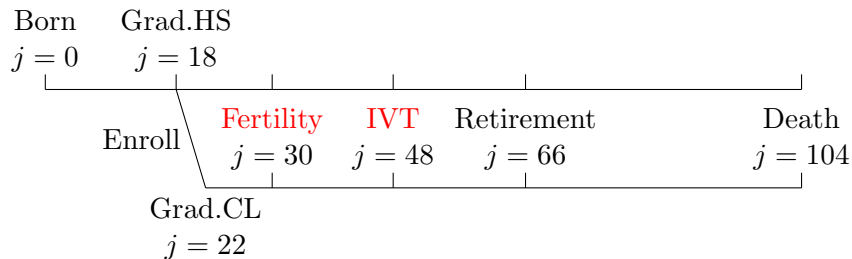 Born
j = 0
Grad.HS
j = 18
Enroll
Fertility
j = 30
IVT
j = 48
Retirement
j = 66
Death
j = 104
Grad.CL
j = 22